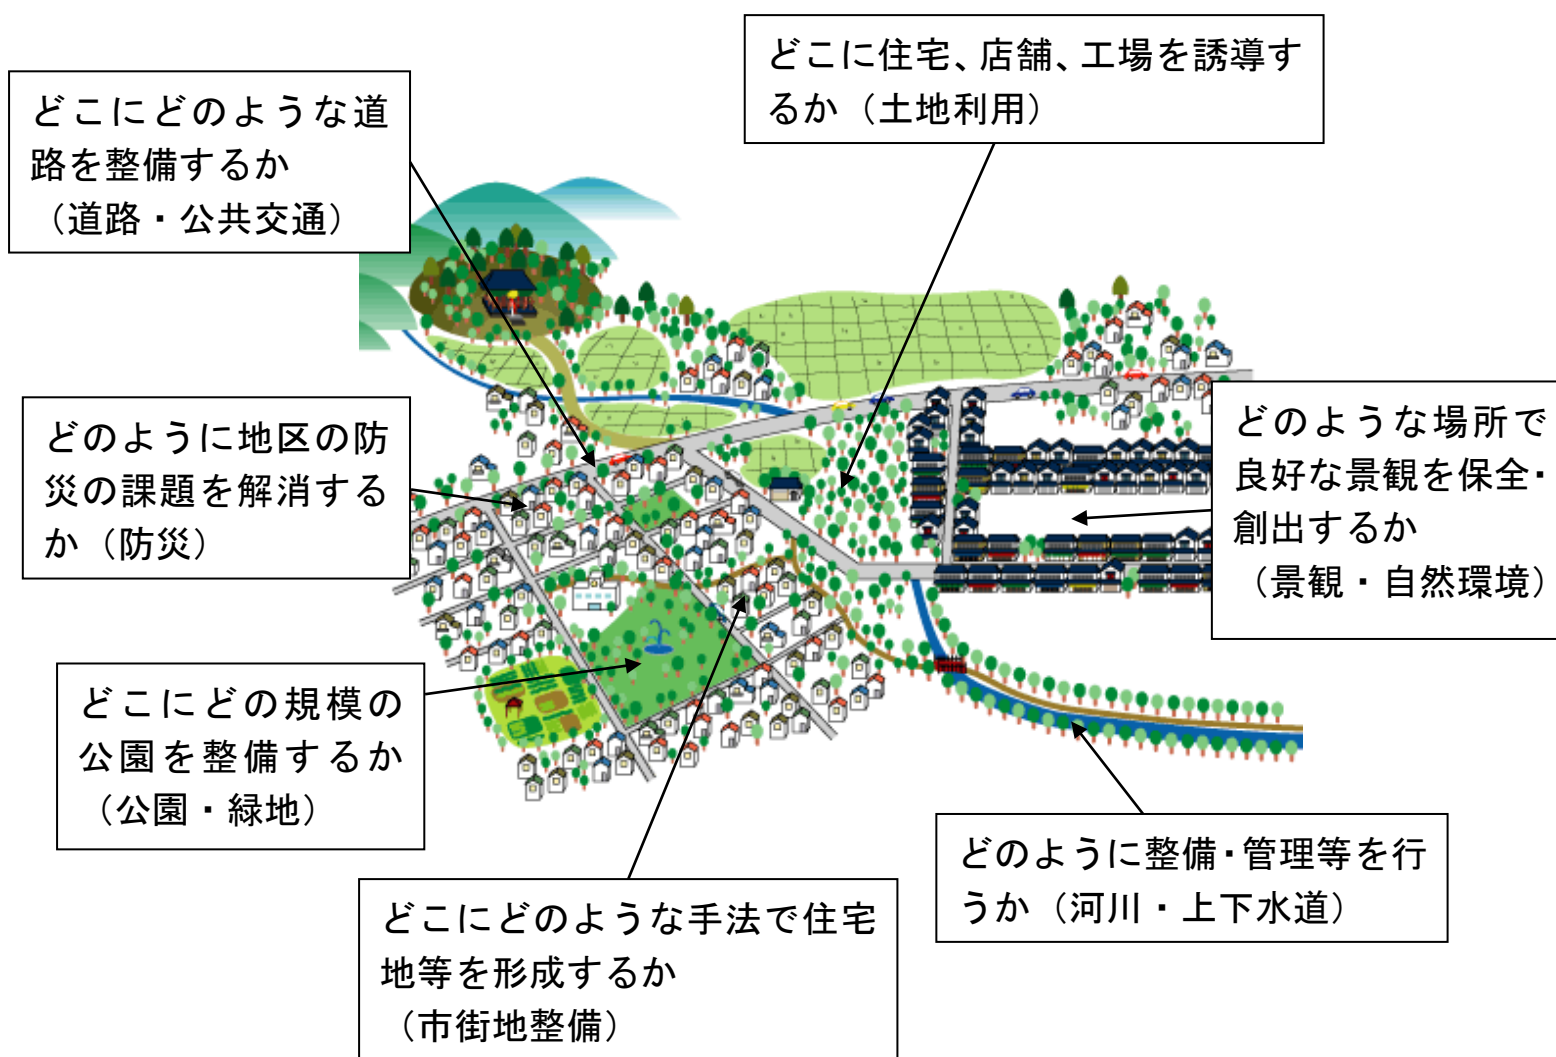 どこに住宅、店舗、工場を誘導す
るか（土地利用）
どこにどのような道
路を整備するか
（道路・公共交通）
どのように地区の防
災の課題を解消する
か（防災）
どのような場所で
良好な景観を保全・
創出するか
（景観・自然環境）
どこにどの規模の
公園を整備するか
（公園・緑地）
どのように整備・管理等を行
うか（河川・上下水道）
どこにどのような手法で住宅
地等を形成するか
（市街地整備）